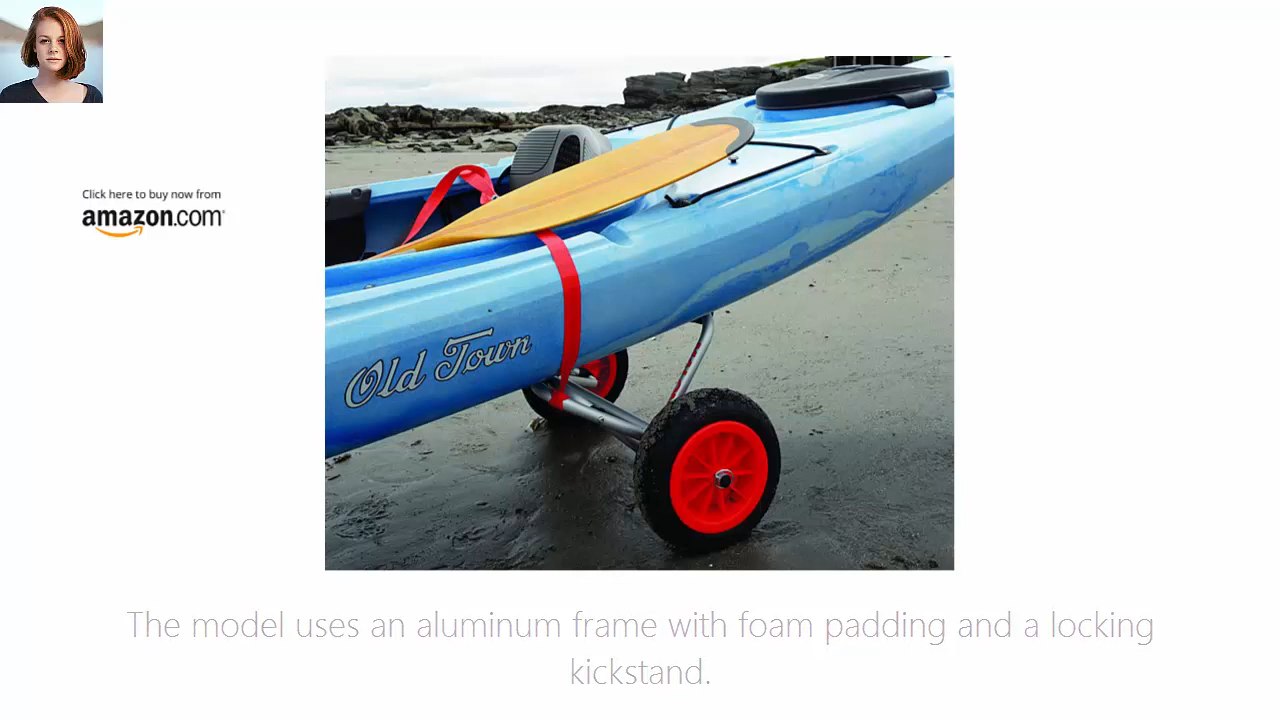 Click here to buy now from
amazon.com
Old Town
The model uses an aluminum frame with foam padding and a locking
kickstand.